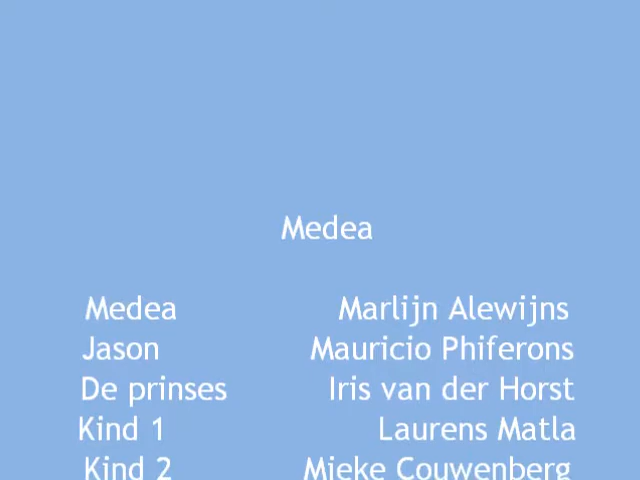 Medea
Medea Marlijn Alewijns
Jason Mauricio Phiferons
De prinses Iris van der Horst
Kind 1 Laurens Matla
Kind 2 Mieke Couwenberg